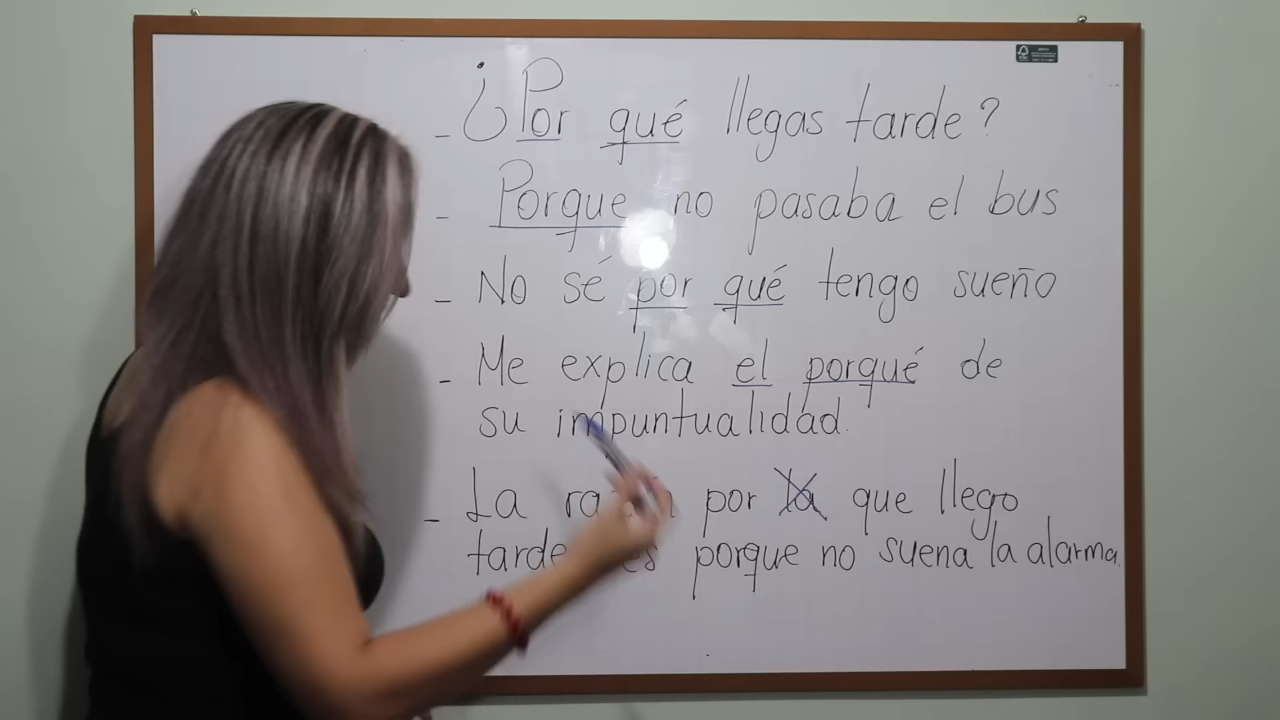 - ¿Por qué llegas tarde?
- Porque no pasaba el bus
- No sé por qué tengo sueño
- Me explica el porqué de
su impuntualidad.
- La por la que llego
tarde es porque no suena la alarma.